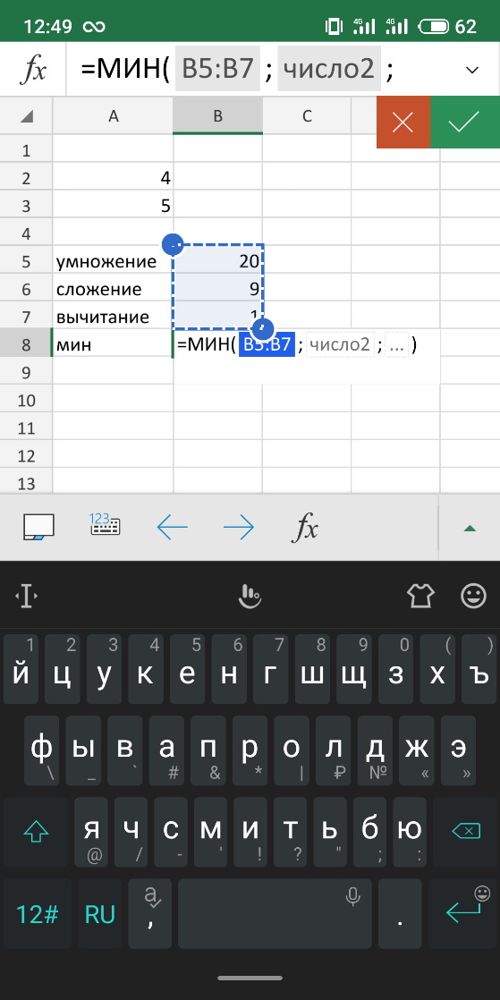 12:49 4G 4G 62
fx =МИН( B5:B7 ; число2 ;
A B C
1
2 4
3 5
4
5 умножение 20
6 сложение 9
7 вычитание 1
8 мин =МИН( B5:B7 ; число2 ; ... )
9
10
11
12
13
123 fx
1 2 3 4 5 6 7 8 9 0 ( )
й ц у к е н г ш щ з х ъ
ф ы в а п р о л д ж э
\ _ ` # & * | ₽ № « »
я ч с м и т ь б ю
@ / - ' ! ? " ; :
12# RU а , .